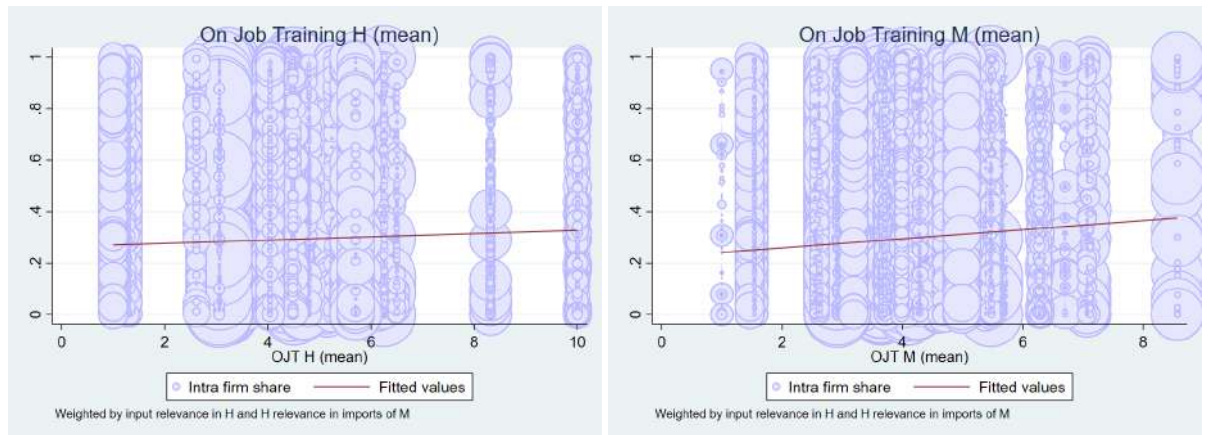 On Job Training H (mean)
1
.8
.6
.4
.2
0
0 2 4 6 8 10
OJT H (mean)
Intra firm share Fitted values
Weighted by input relevance in H and H relevance in imports of M
On Job Training M (mean)
1
.8
.6
.4
.2
0
0 2 4 6 8
OJT M (mean)
Intra firm share Fitted values
Weighted by input relevance in H and H relevance in imports of M